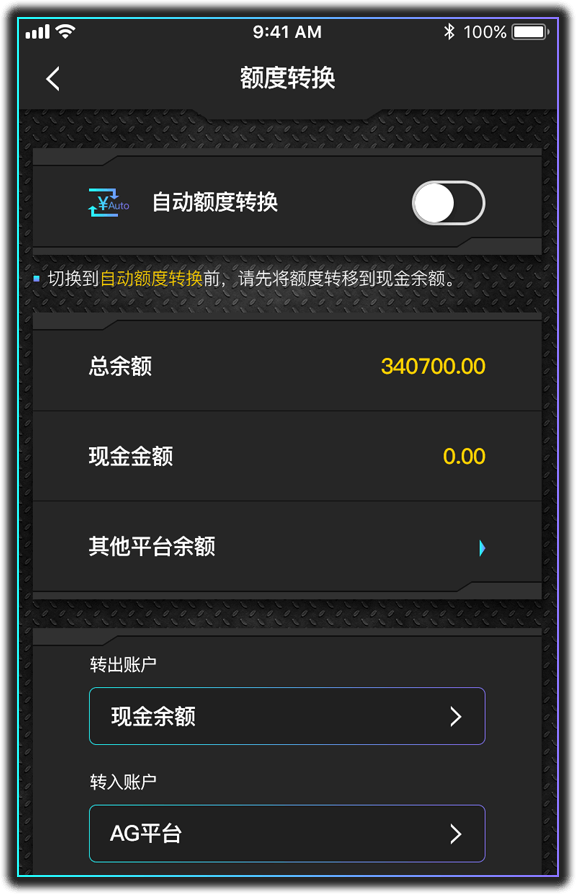 9:41 AM 100%
额度转换
¥Auto 自动额度转换
切换到自动额度转换前，请先将额度转移到现金余额。
总余额 340700.00
现金金额 0.00
其他平台余额
转出账户
现金余额
转入账户
AG平台